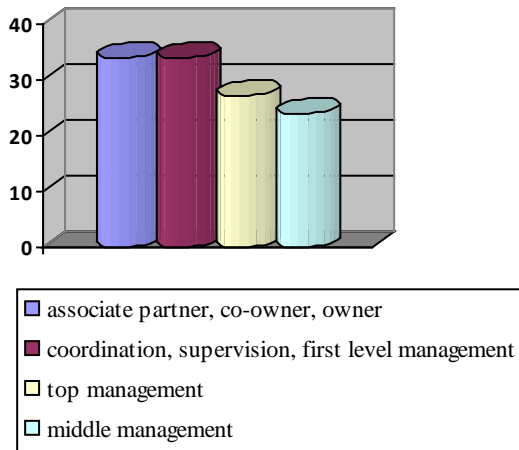 40
30
20
10
0
associate partner, co-owner, owner
coordination, supervision, first level management
top management
middle management